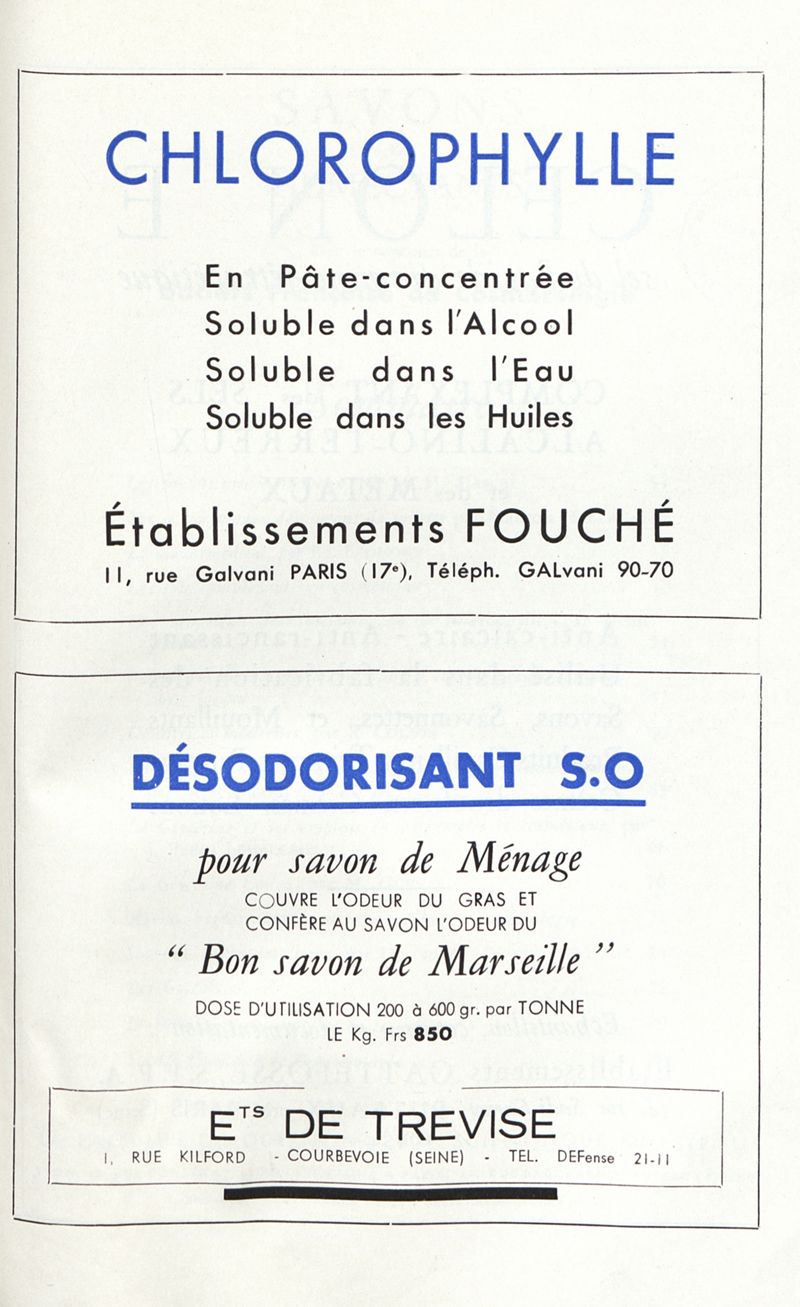 CHLOROPHYLLE
En Pâte-concentrée
Soluble dans l'Alcool
Soluble dans l'Eau
Soluble dans les Huiles
Établissements FOUCHÉ
11, rue Galvani PARIS (17e), Téléph. GALvani 90-70
DÉSODORISANT S.O
pour savon de Ménage
COUVRE L'ODEUR DU GRAS ET
CONFÈRE AU SAVON L'ODEUR DU
“ Bon savon de Marseille ”
DOSE D'UTILISATION 200 à 600 gr. par TONNE
LE Kg. Frs 850
ETS DE TREVISE
1, RUE KILFORD - COURBEVOIE (SEINE) - TEL. DEFense 21-11